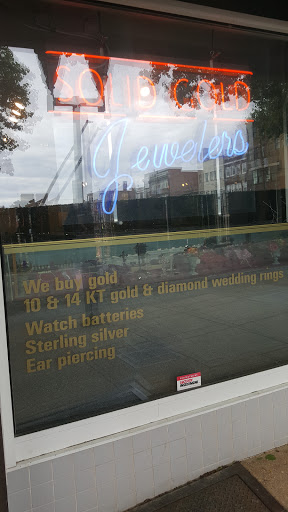 SOLID GOLD
Jewelers
We buy gold
10 & 14 KT gold & diamond wedding rings
Watch batteries
Sterling silver
Ear piercing